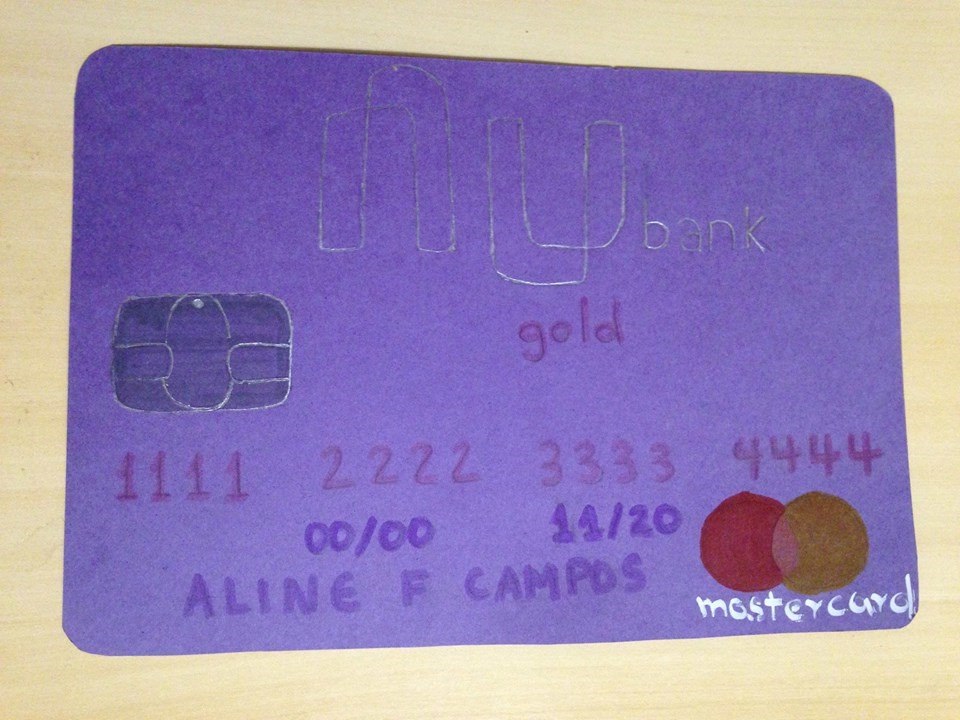 nu bank
gold
1111 2222 3333 4444
00/00 11/20
ALINE F CAMPOS
mastercard